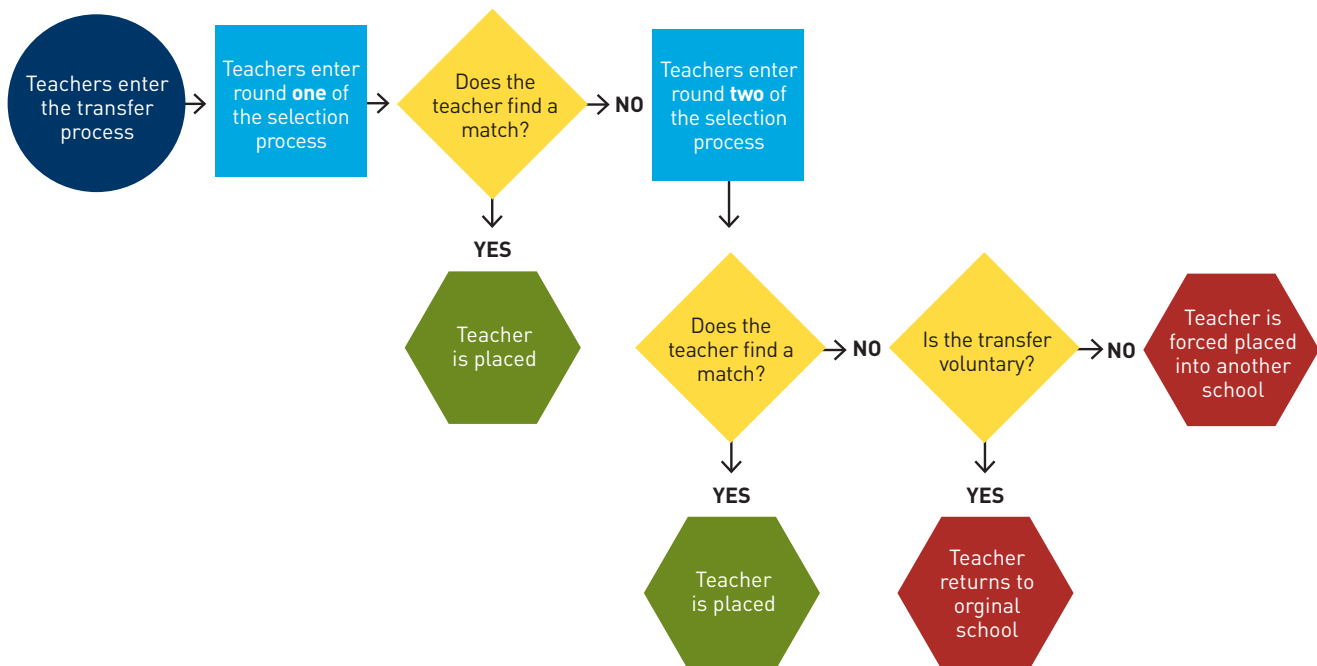 Teachers enter
the transfer
process
Teachers enter
round one of
the selection
process
Does the
teacher find a
match?
NO
Teachers enter
round two of
the selection
process
YES
Teacher
is placed
Does the
teacher find a
match?
NO
Is the transfer
voluntary?
NO
Teacher is
forced placed
into another
school
YES
Teacher
is placed
YES
Teacher
returns to
orginal
school